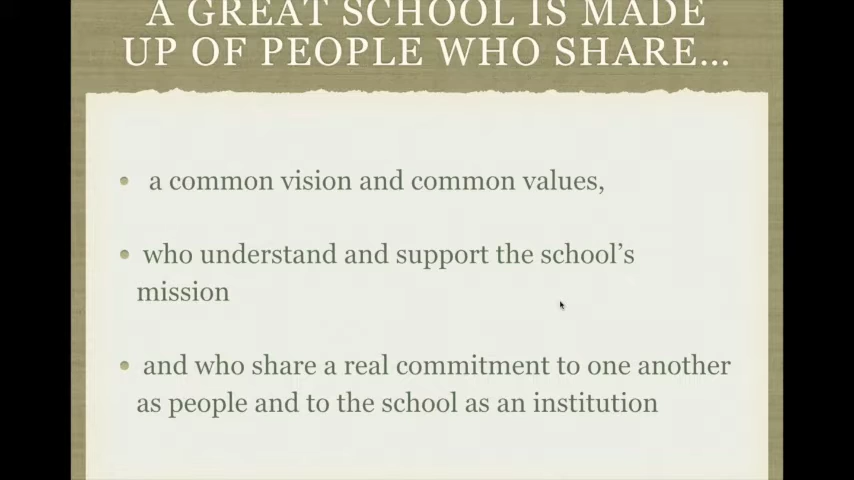 A GREAT SCHOOL IS MADE
UP OF PEOPLE WHO SHARE...
• a common vision and common values,
• who understand and support the school’s
mission
• and who share a real commitment to one another
as people and to the school as an institution